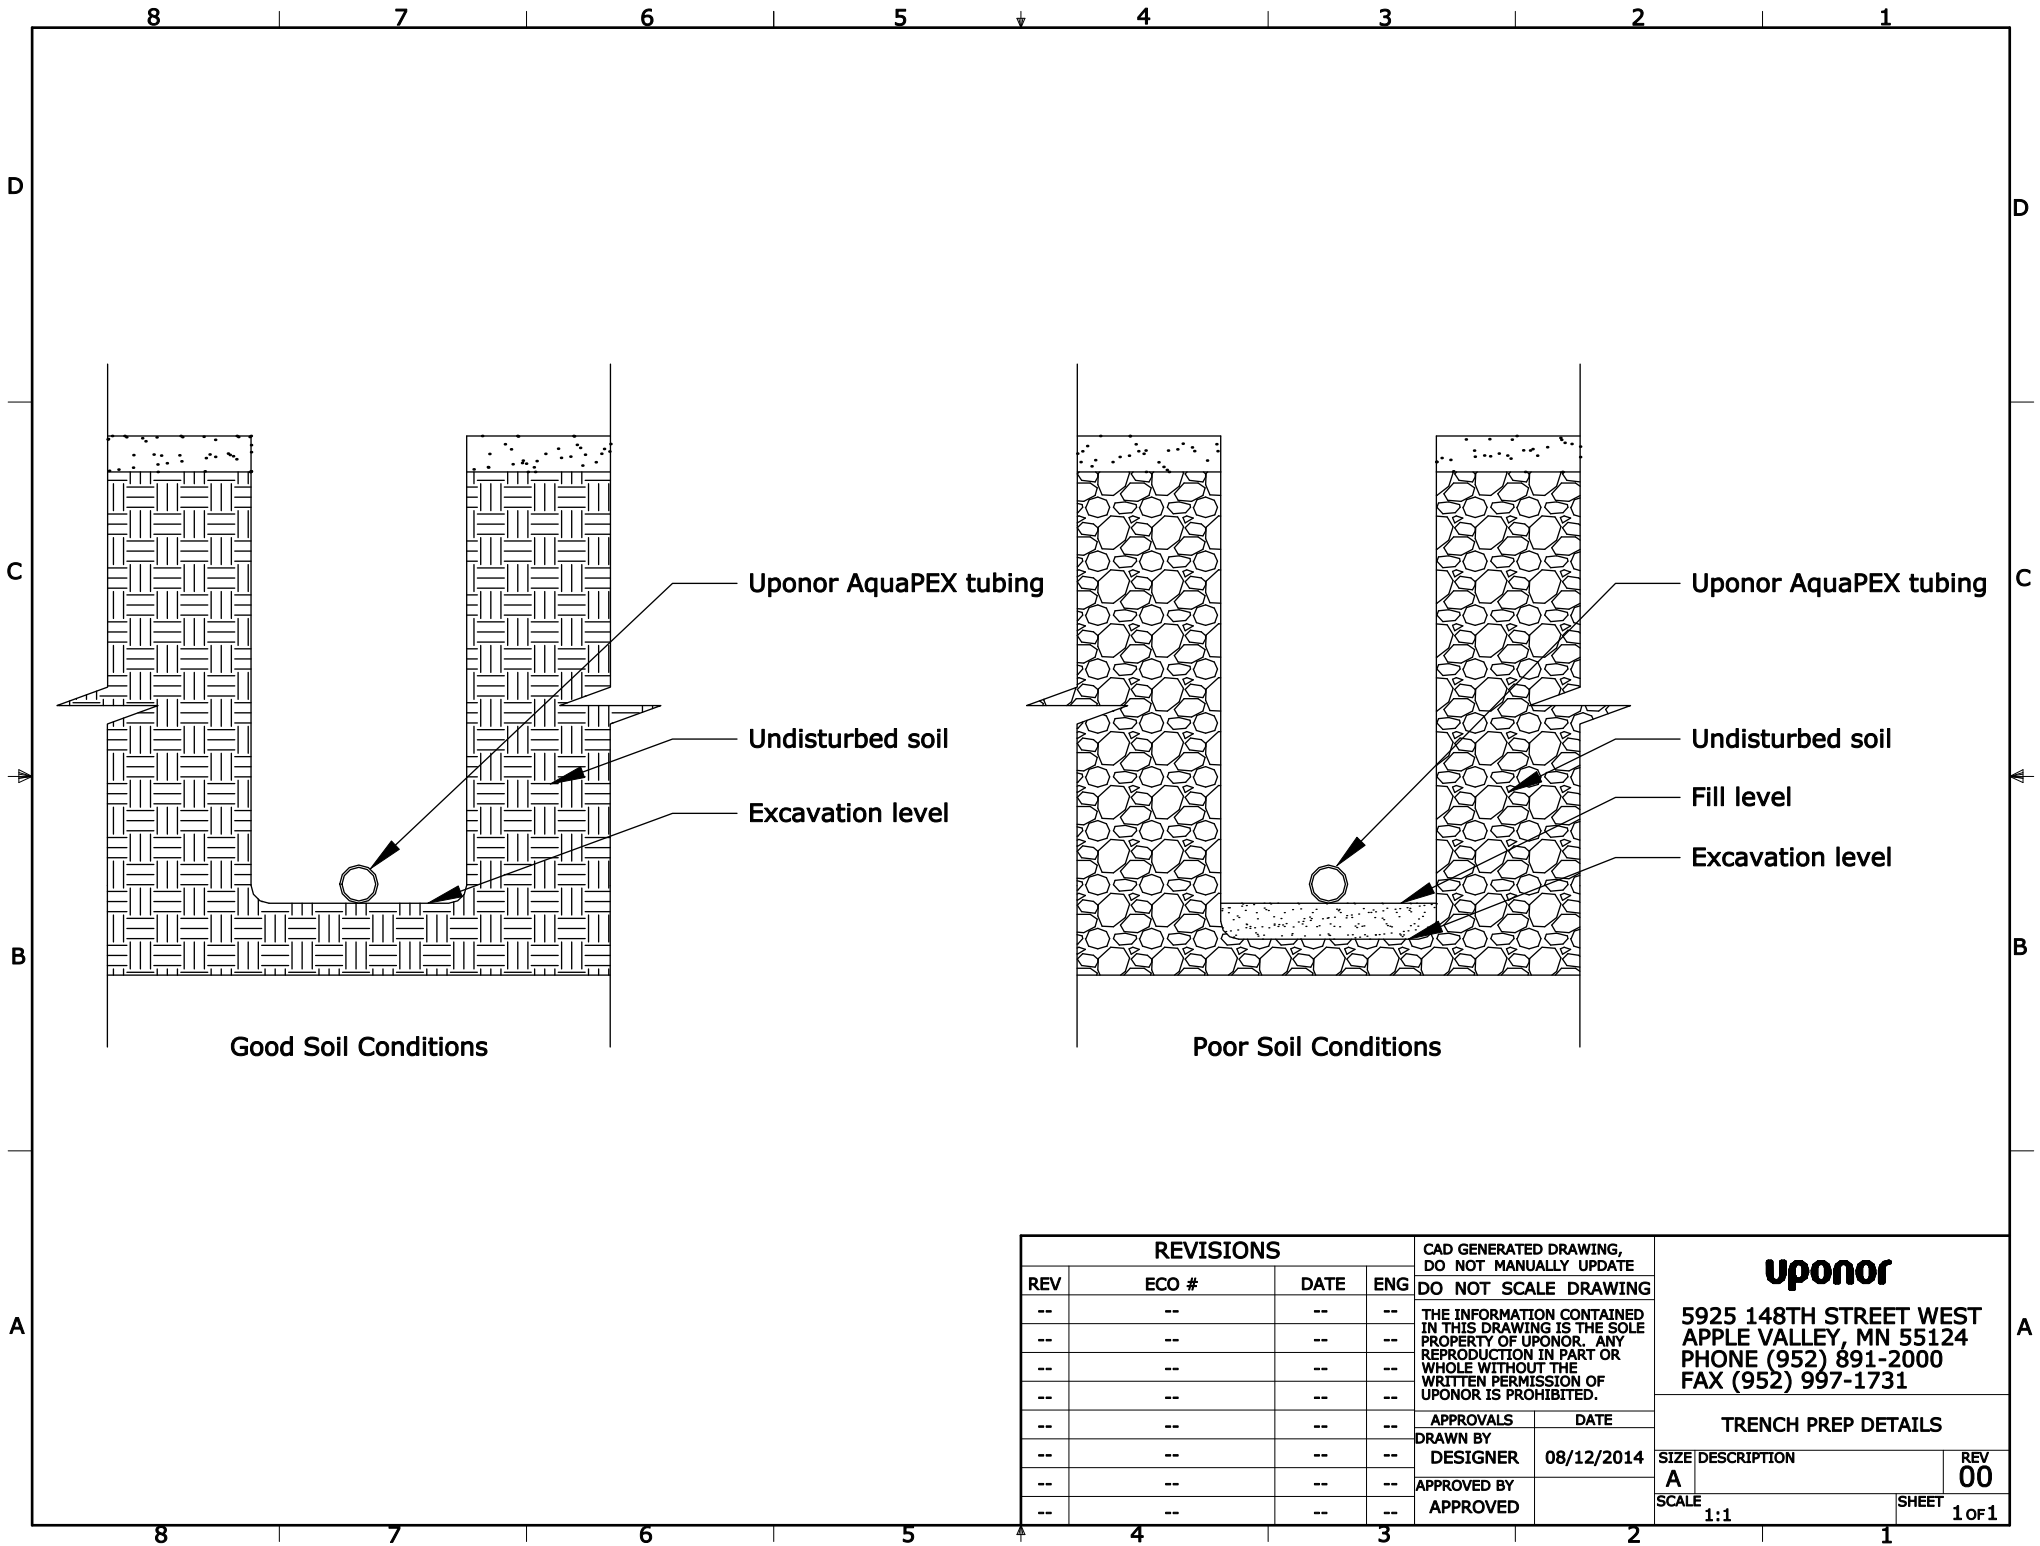 8 7 6 5 4 3 2 1
D D
C C
Uponor AquaPEX tubing
Undisturbed soil
Excavation level
Good Soil Conditions
Uponor AquaPEX tubing
Undisturbed soil
Fill level
Excavation level
Poor Soil Conditions
B B
A A
REVISIONS
REV ECO # DATE ENG
-- -- -- --
-- -- -- --
-- -- -- --
-- -- -- --
-- -- -- --
-- -- -- --
-- -- -- --
-- -- -- --
CAD GENERATED DRAWING,
DO NOT MANUALLY UPDATE
DO NOT SCALE DRAWING
THE INFORMATION CONTAINED
IN THIS DRAWING IS THE SOLE
PROPERTY OF UPONOR. ANY
REPRODUCTION IN PART OR
WHOLE WITHOUT THE
WRITTEN PERMISSION OF
UPONOR IS PROHIBITED.
APPROVALS DATE
DRAWN BY
DESIGNER 08/12/2014
APPROVED BY
APPROVED
uponor
5925 148TH STREET WEST
APPLE VALLEY, MN 55124
PHONE (952) 891-2000
FAX (952) 997-1731
TRENCH PREP DETAILS
SIZE DESCRIPTION REV
A 00
SCALE 1:1 SHEET 1 OF 1
8 7 6 5 4 3 2 1